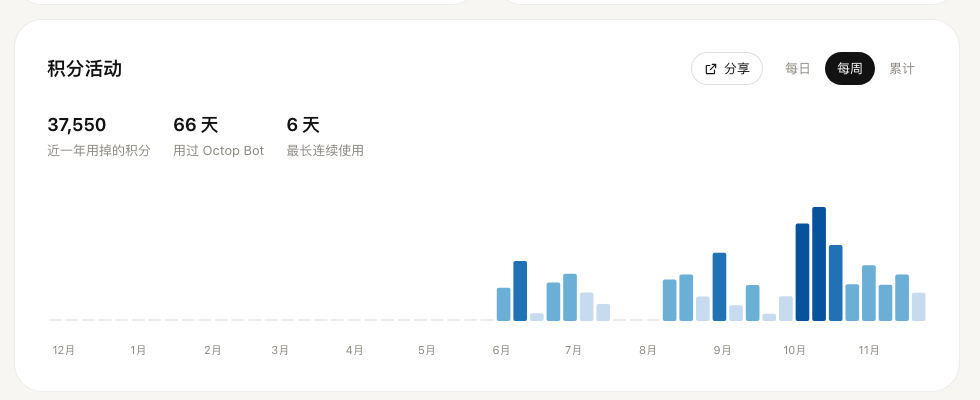 积分活动
分享 每日 每周 累计
37,550 66 天 6 天
近一年用掉的积分 用过 Octop Bot 最长连续使用
12月 1月 2月 3月 4月 5月 6月 7月 8月 9月 10月 11月